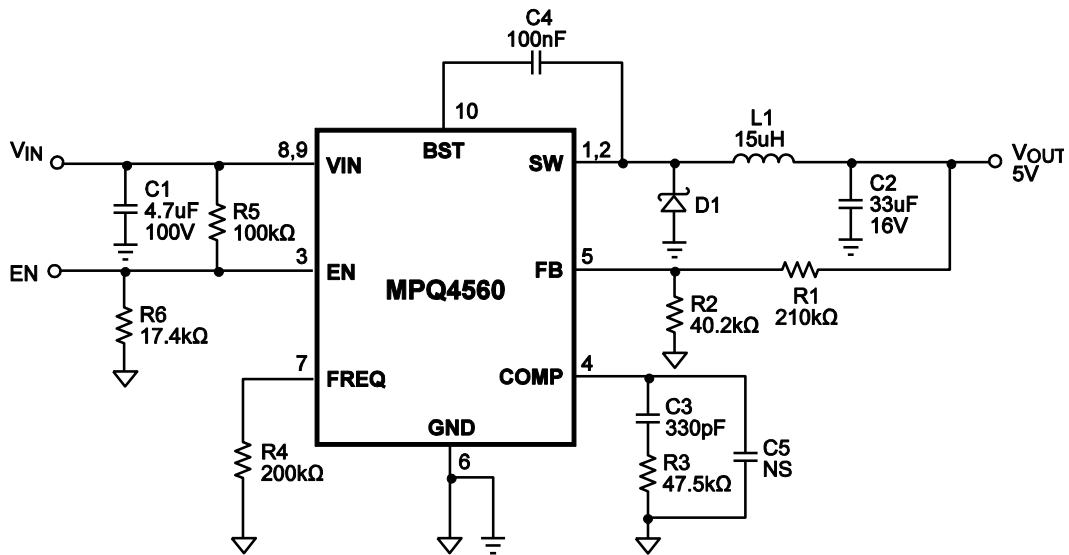 C4
100nF
10
L1
15uH
VIN
8,9
VIN
BST
SW
1,2
VOUT
5V
C1
4.7uF
100V
R5
100kΩ
D1
C2
33uF
16V
EN
3
EN
MPQ4560
FB
5
R6
17.4kΩ
R2
40.2kΩ
R1
210kΩ
7
FREQ
COMP
4
GND
6
R4
200kΩ
C3
330pF
R3
47.5kΩ
C5
NS